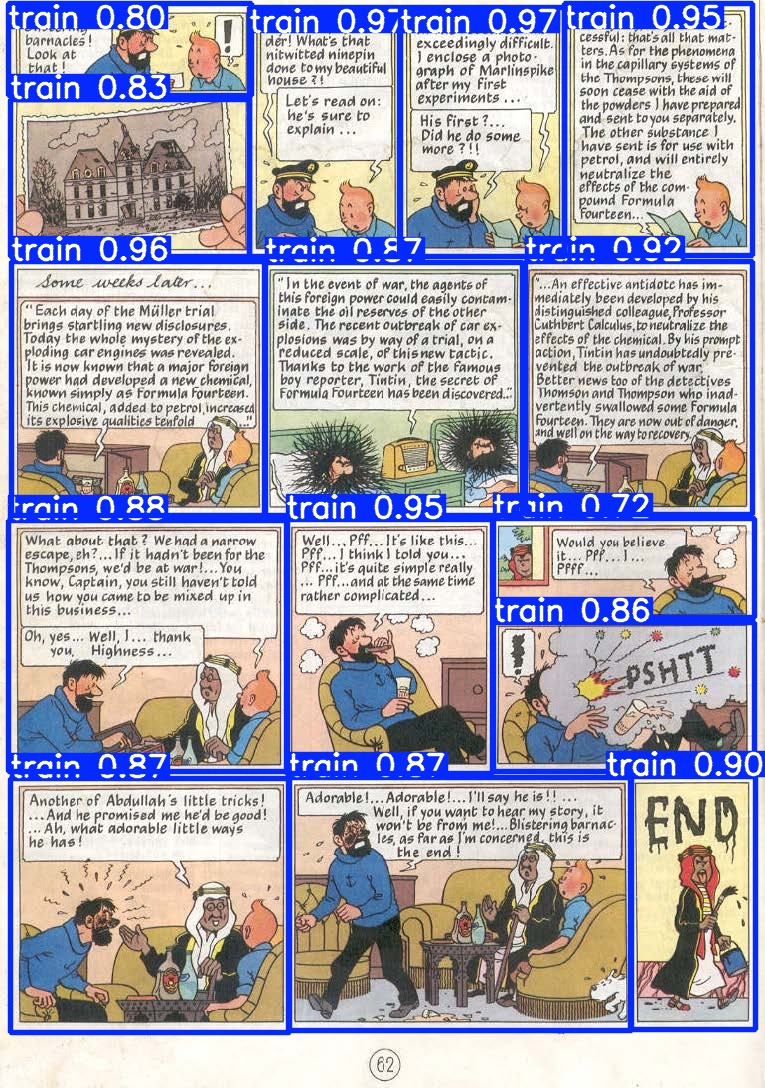 train 0.80
barnacles!
Look at
that!
!
train 0.83
train 0.97
der! What's that
nitwitted ninepin
done to my beautiful
house?!
Let's read on:
he's sure to
explain...
train 0.97
exceedingly difficult.
I enclose a photo-
graph of Marlinspike
after my first
experiments...
His first?...
Did he do some
more?!!
train 0.95
cessful: that's all that mat-
ters. As for the phenomena
in the capillary systems of
the Thompsons, these will
soon cease with the aid of
the powders I have prepared
and sent to you separately.
The other substance I
have sent is for use with
petrol, and will entirely
neutralize the
effects of the com-
pound Formula
Fourteen...
train 0.96
Some weeks later...
"Each day of the Müller trial
brings startling new disclosures.
Today the whole mystery of the ex-
ploding car engines was revealed.
It is now known that a major foreign
power had developed a new chemical,
known simply as Formula Fourteen.
This chemical, added to petrol, increased
its explosive qualities tenfold ..."
train 0.87
"In the event of war, the agents of
this foreign power could easily contam-
inate the oil reserves of the other
side. The recent outbreak of car ex-
plosions was by way of a trial, on a
reduced scale, of this new tactic.
Thanks to the work of the famous
boy reporter, Tintin, the secret of
Formula Fourteen has been discovered..."
train 0.92
"...An effective antidote has im-
mediately been developed by his
distinguished colleague, Professor
Cuthbert Calculus, to neutralize the
effects of the chemical. By his prompt
action, Tintin has undoubtedly pre-
vented the outbreak of war.
Better news too of the detectives
Thomson and Thompson who inad-
vertently swallowed some Formula
Fourteen. They are now out of danger,
and well on the way to recovery.
train 0.88
What about that? We had a narrow
escape, eh?...If it hadn't been for the
Thompsons, we'd be at war!...You
know, Captain, you still haven't told
us how you came to be mixed up in
this business...
Oh, yes... Well, I... thank
you, Highness...
train 0.95
Well... Pff... It's like this...
Pff... I think I told you...
Pff... it's quite simple really
... Pff...and at the same time
rather complicated...
train 0.72
Would you believe
it... Pff... I...
Pfff...
train 0.86
!
PSHTT
train 0.87
Another of Abdullah's little tricks!
...And he promised me he'd be good!
...Ah, what adorable little ways
he has!
train 0.87
Adorable!...Adorable!...I'll say he is!! ...
Well, if you want to hear my story, it
won't be from me!...Blistering barnac-
les, as far as I'm concerned, this is
the end!
train 0.90
END
62